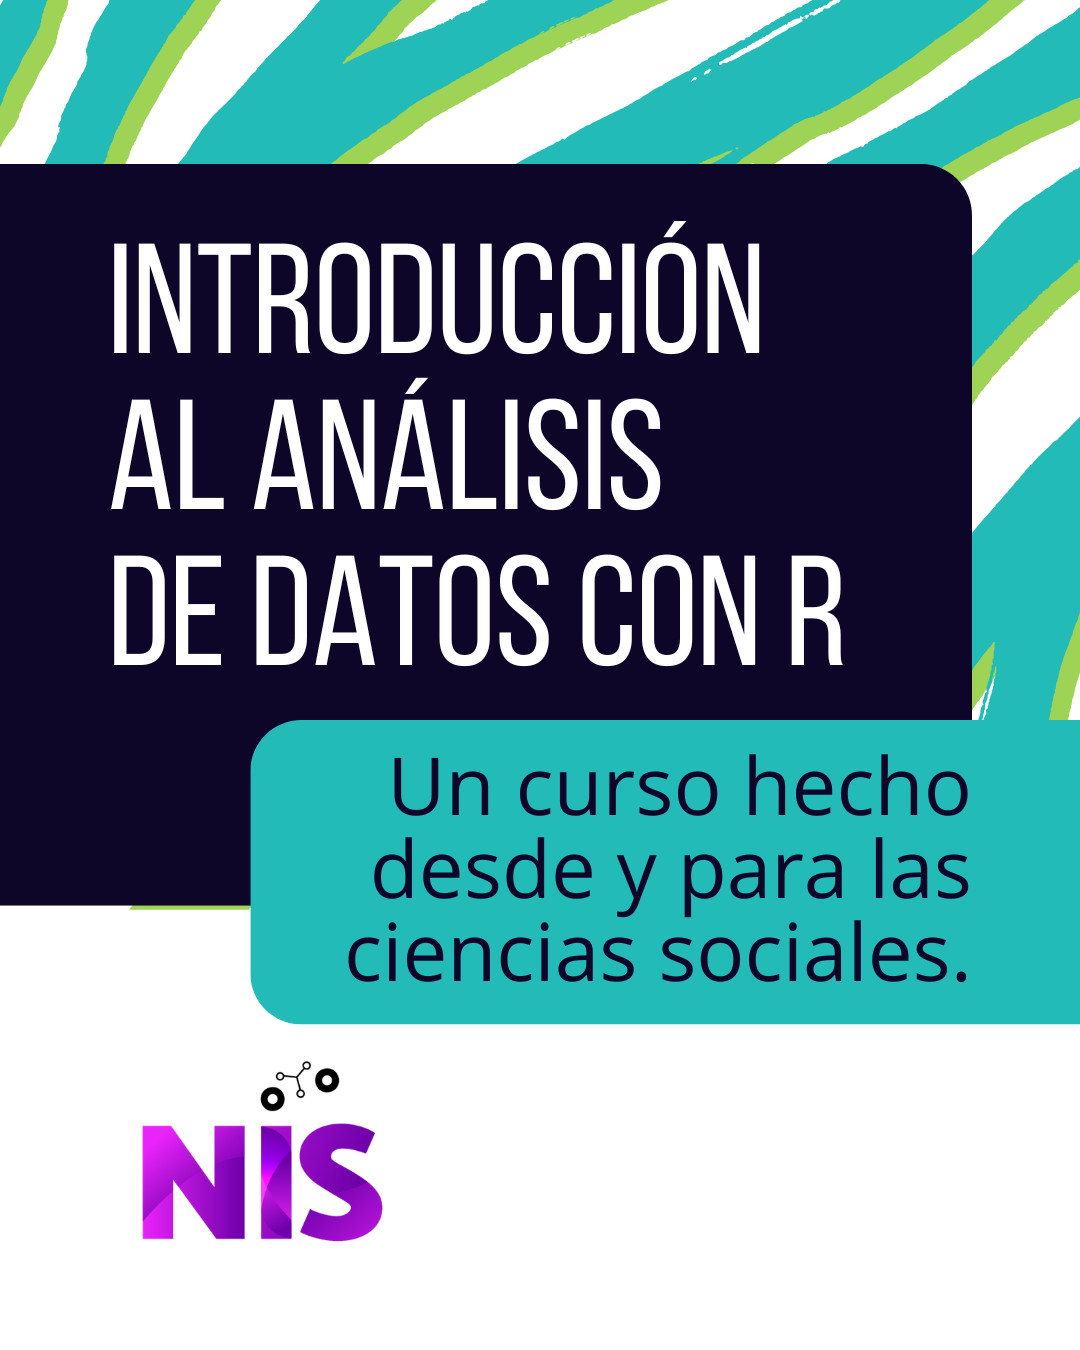 INTRODUCCIÓN
AL ANÁLISIS
DE DATOS CON R
Un curso hecho
desde y para las
ciencias sociales.
NIS